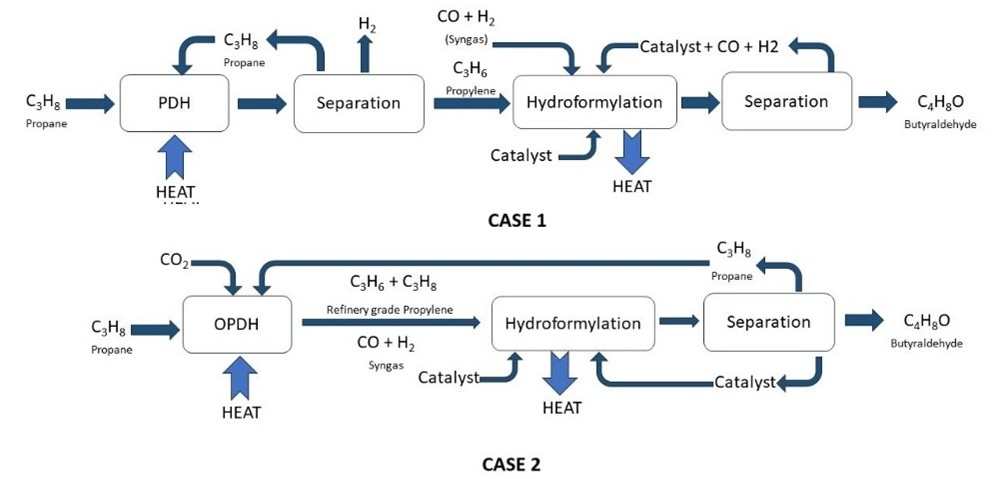 H₂
CO + H₂
(Syngas)
C₃H₈
Propane
Catalyst + CO + H2
C₃H₆
Propylene
C₃H₈
Propane
PDH
Separation
Hydroformylation
Separation
C₄H₈O
Butyraldehyde
Catalyst
HEAT
HEAT
CASE 1
CO₂
C₃H₈
Propane
C₃H₆ + C₃H₈
Refinery grade Propylene
C₃H₈
Propane
OPDH
Hydroformylation
Separation
C₄H₈O
Butyraldehyde
CO + H₂
Syngas
Catalyst
Catalyst
HEAT
HEAT
CASE 2